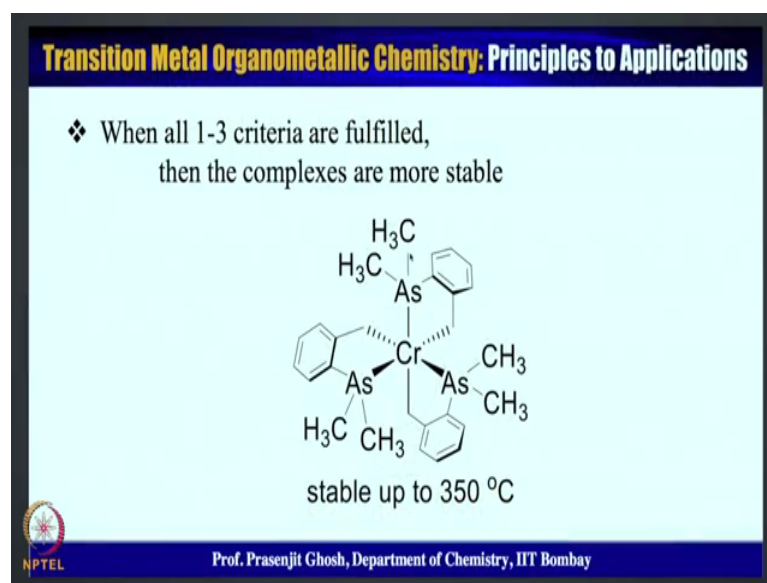 Transition Metal Organometallic Chemistry: Principles to Applications
❖ When all 1-3 criteria are fulfilled,
then the complexes are more stable
H₃C
H₃C
As
Cr
As
As
CH₃
CH₃
H₃C
CH₃
stable up to 350 ⁰C
NPTEL
Prof. Prasenjit Ghosh, Department of Chemistry, IIT Bombay